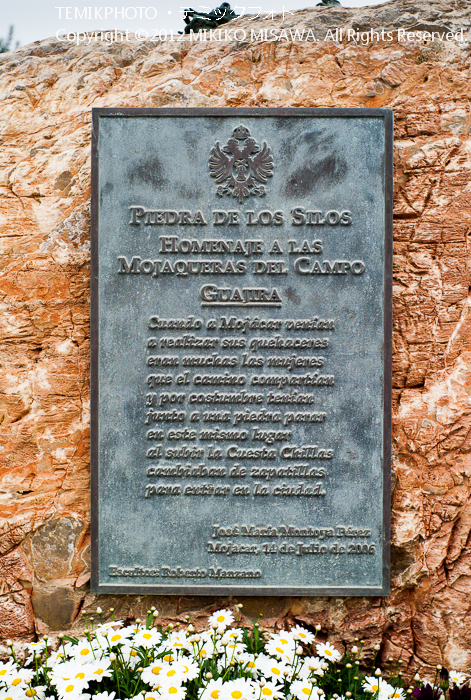 TEMIKPHOTO ・ テミックフォト
Copyright © 2012 MIKIKO MISAWA. All Rights Reserved.
PIEDRA DE LOS SILOS
HOMENAJE A LAS
MOJAQUERAS DEL CAMPO
GUAJIRA
Cuando a Mojácar venían
a realizar sus quehaceres
eran muchas las mujeres
que el camino compartían
y por costumbre tenían
junto a una piedra parar
en este mismo lugar
al subir la Cuesta Chillas
cambiaban de zapatillas
para entrar en la ciudad.
José María Montoya Pérez
Mojácar, 14 de Julio de 2006
Escultor: Roberto Manzano